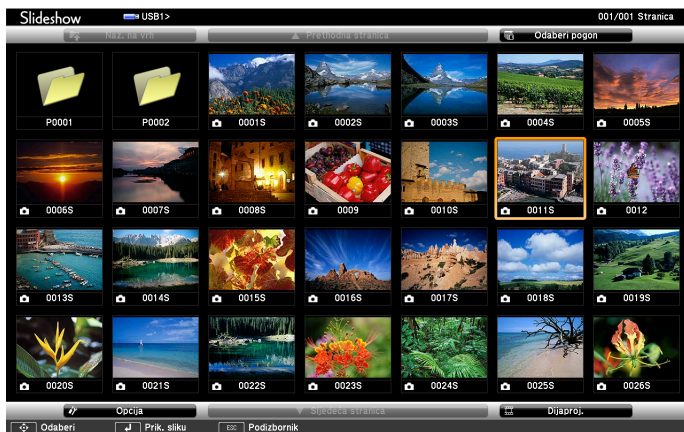 Slideshow USB1> 001/001 Stranica
Naz. na vrh Prethodna stranica Odaberi pogon
P0001 P0002 0001S 0002S 0003S 0004S 0005S
0006S 0007S 0008S 0009 0010S 0011S 0012
0013S 0014S 0015S 0016S 0017S 0018S 0019S
0020S 0021S 0022S 0023S 0024S 0025S 0026S
Opcija Sljedeća stranica Dijaproj.
Odaberi Prik. sliku ESC Podizbornik